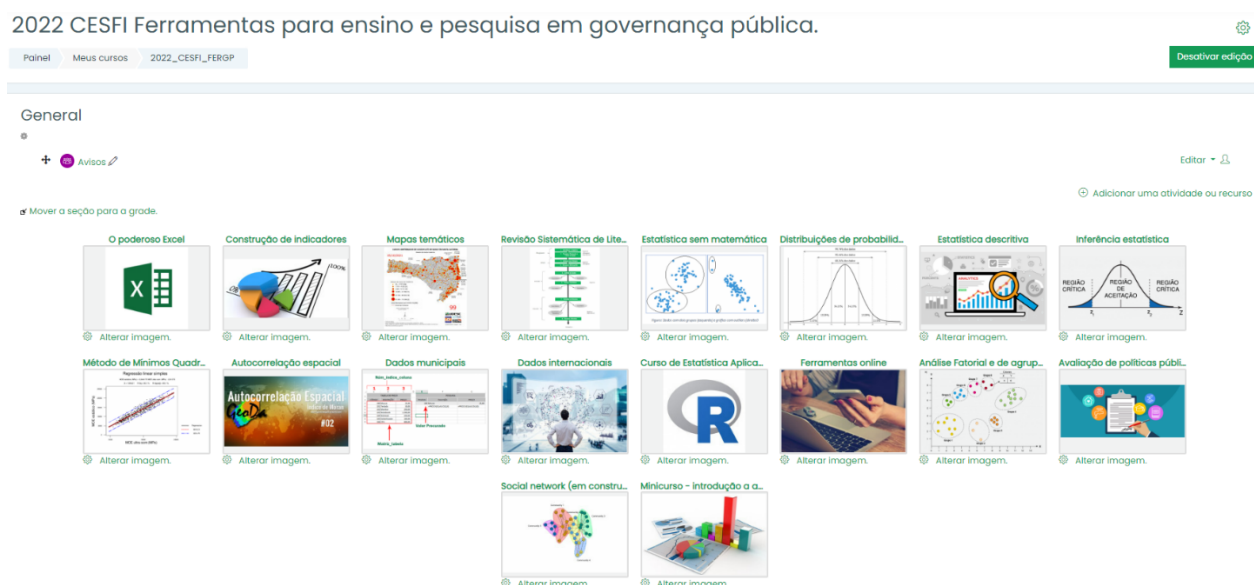 2022 CESFI Ferramentas para ensino e pesquisa em governança pública.
Painel Meus cursos 2022_CESFI_FERGP
Desativar edição
General
Avisos
Editar
Adicionar uma atividade ou recurso
Mover a seção para a grade.
O poderoso Excel Construção de indicadores Mapas temáticos Revisão Sistemática de Lite... Estatística sem matemática Distribuições de probabilid... Estatística descritiva Inferência estatística
X
100%
REGIÃO CRÍTICA
REGIÃO DE ACEITAÇÃO
REGIÃO CRÍTICA
Alterar imagem. Alterar imagem. Alterar imagem. Alterar imagem. Alterar imagem. Alterar imagem. Alterar imagem. Alterar imagem.
Método de Mínimos Quadr... Autocorrelação espacial Dados municipais Dados internacionais Curso de Estatística Aplica... Ferramentas online Análise Fatorial e de agrup... Avaliação de políticas públi...
Regressão linear simples
Autocorrelação Espacial
GeoDa
#02
R
Alterar imagem. Alterar imagem. Alterar imagem. Alterar imagem. Alterar imagem. Alterar imagem. Alterar imagem. Alterar imagem.
Social network (em constru... Minicurso - introdução a a...
Alterar imagem. Alterar imagem.